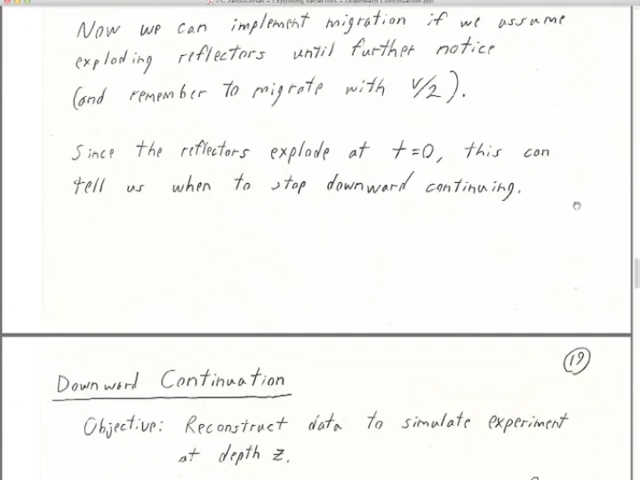 Now we can implement migration if we assume
exploding reflectors until further notice
(and remember to migrate with V/2).
Since the reflectors explode at t=0, this can
tell us when to stop downward continuing.
19
Downward Continuation
Objective: Reconstruct data to simulate experiment
at depth z.